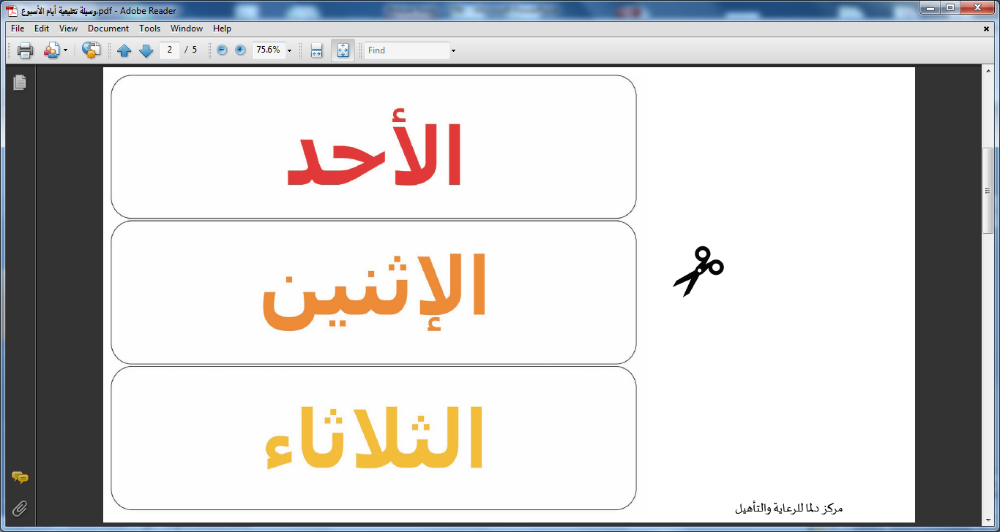 وسيلة تعليمية أيام الأسبوع.pdf - Adobe Reader
File Edit View Document Tools Window Help
2 / 5 75.6% Find
الأحد
الإثنين
الثلاثاء
مركز دلما للرعاية والتأهيل